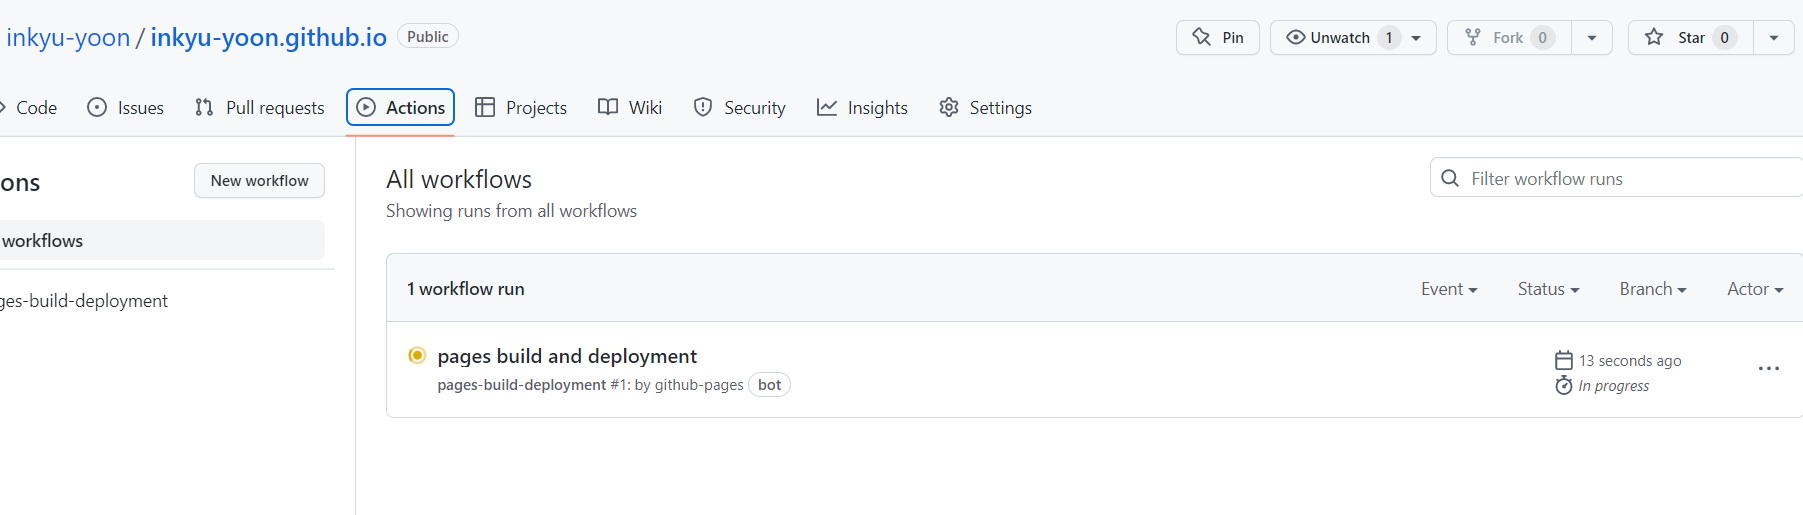 inkyu-yoon / inkyu-yoon.github.io Public
Pin Unwatch 1 Fork 0 Star 0
Code Issues Pull requests Actions Projects Wiki Security Insights Settings
ons New workflow
workflows
ges-build-deployment
All workflows
Showing runs from all workflows
Filter workflow runs
1 workflow run Event Status Branch Actor
pages build and deployment
pages-build-deployment #1: by github-pages bot
13 seconds ago
In progress